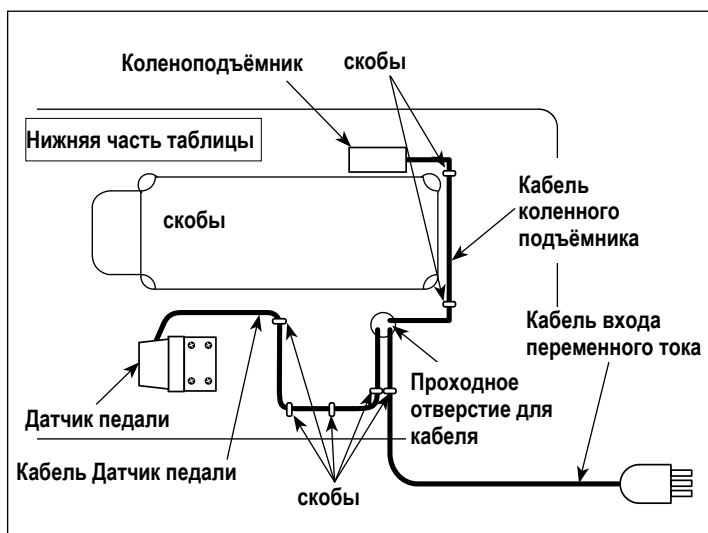 Коленоподъёмник
скобы
Нижняя часть таблицы
Кабель
коленного
подъёмника
скобы
Кабель входа
переменного тока
Проходное
отверстие для
кабеля
Датчик педали
Кабель Датчик педали
скобы